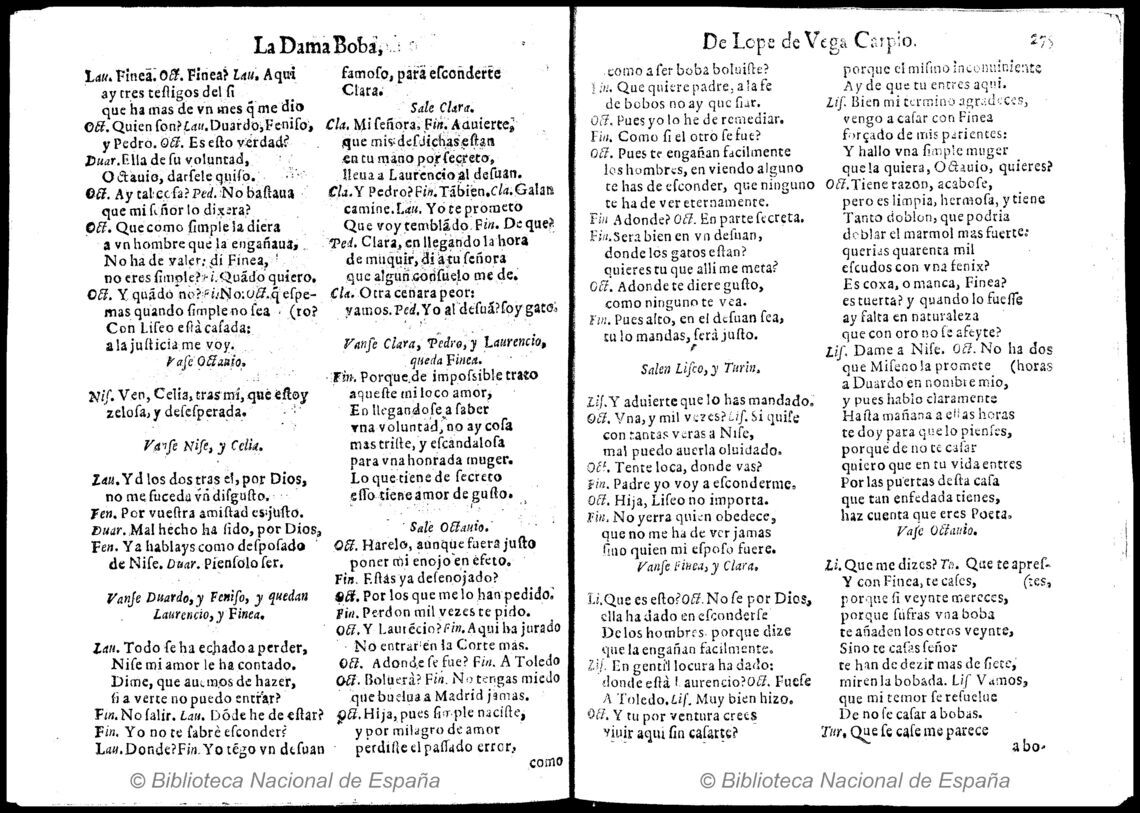 La Dama Boba,
Lau. Fineā. Oct. Finea? Lau. Aqui
ay tres testigos del si
que ha mas de vn mes q̄ me dio
Oct. Quien son? Lau. Duardo, Feniso,
y Pedro. Oct. Es esto verdad?
Duar. Ella de su voluntad,
Octauio, darsele quiso.
Oct. Ay tal cosa? Ped. No bastaua
que mi señor lo dixera?
Oct. Que como simple la diera
a vn hombre que la engañaua,
No ha de valer: di Finea,
no eres simple? Fi. Quādo quiero.
Oct. Y quādo no? Fi. No. Oct. q̄ espe-
mas quando simple no sea (ro?
Con Liseo està casada:
a la justicia me voy.
Vase Octauio.
Nis. Ven, Celia, tras mi, que estoy
zelosa, y desesperada.
Vanse Nise, y Celia.
Lau. Yd los dos tras el, por Dios,
no me suceda vn disgusto.
Fen. Por vuestra amistad es justo.
Duar. Mal hecho ha sido, por Dios,
Fen. Ya hablays como desposado
de Nise. Duar. Piensolo ser.
Vanse Duardo, y Feniso, y quedan
Laurencio, y Finea.
Lau. Todo se ha echado a perder,
Nise mi amor le ha contado.
Dime, que auemos de hazer,
si a verte no puedo entrar?
Fin. No salir. Lau. Dōde he de estar?
Fin. Yo no te sabrè esconder?
Lau. Donde? Fin. Yo tēgo vn desuan
famoso, para esconderte
Clara.
Sale Clara.
Cla. Mi señora, Fin. Aduierte,
que mis desdichas estan
en tu mano por secreto,
lleua a Laurencio al desuan.
Cla. Y Pedro? Fin. Tābien. Cla. Galan
camine. Lau. Yo te prometo
Que voy temblādo. Fin. De que?
Ped. Clara, en llegando la hora
de muquir, di a tu señora
que algun consuelo me de.
Cla. Otra cenara peor:
vamos. Ped. Yo al desuā? soy gato.
Vanse Clara, Pedro, y Laurencio,
queda Finea.
Fin. Porque de impossible trato
aqueste mi loco amor,
En llegandose a saber
vna voluntad, no ay cosa
mas triste, y escandalosa
para vna honrada muger.
Lo que tiene de secreto
esso tiene amor de gusto.
Sale Octauio.
Oct. Harelo, aunque fuera justo
poner mi enojo en efeto.
Fin. Estàs ya desenojado?
Oct. Por los que me lo han pedido.
Fin. Perdon mil vezes te pido.
Oct. Y Laurēcio? Fin. Aqui ha jurado
No entrar en la Corte mas.
Oct. Adonde se fue? Fin. A Toledo
Oct. Boluerà? Fin. No tengas miedo
que buelua a Madrid jamas.
Oct. Hija, pues simple naciste,
y por milagro de amor
perdiste el passado error,
como
De Lope de Vega Carpio. 275
como a ser boba boluiste?
Fin. Que quiere padre, a la fe
de bobos no ay que fiar.
Oct. Pues yo lo he de remediar.
Fin. Como si el otro se fue?
Oct. Pues te engañan facilmente
los hombres, en viendo alguno
te has de esconder, que ninguno
te ha de ver eternamente.
Fin Adonde? Oct. En parte secreta.
Fin. Sera bien en vn desuan,
donde los gatos estan?
quieres tu que alli me meta?
Oct. Adonde te diere gusto,
como ninguno te vea.
Fin. Pues alto, en el desuan sea,
tu lo mandas, serà justo.
Salen Liseo, y Turin.
Lis. Y aduierte que lo has mandado.
Oct. Vna, y mil vezes? Lis. Si quise
con tantas veras a Nise,
mal puedo auerla oluidado.
Oct. Tente loca, donde vas?
Fin. Padre yo voy a esconderme.
Oct. Hija, Liseo no importa.
Fin. No yerra quien obedece,
que no me ha de ver jamas
sino quien mi esposo fuere.
Vanse Finea, y Clara.
Li. Que es esto? Oct. No se por Dios,
ella ha dado en esconderse
De los hombres, porque dize
que la engañan facilmente.
Lis. En gentil locura ha dado:
donde està Laurencio? Oct. Fuese
A Toledo. Lis. Muy bien hizo.
Oct. Y tu por ventura crees
viuir aqui sin casarte?
porque el mismo inconuiniente
Ay de que tu entres aqui.
Lis. Bien mi termino agradeces,
vengo a casar con Finea
forçado de mis parientes:
Y hallo vna simple muger
que la quiera, Octauio, quieres?
Oct. Tiene razon, acabose,
pero es limpia, hermosa, y tiene
Tanto doblon, que podria
doblar el marmol mas fuerte:
querias quarenta mil
escudos con vna fenix?
Es coxa, o manca, Finea?
es tuerta? y quando lo fuesse
ay falta en naturaleza
que con oro no se afeyte?
Lis. Dame a Nise. Oct. No ha dos
que Miseno la promete (horas
a Duardo en nombre mio,
y pues hablo claramente
Hasta mañana a estas horas
te doy para que lo pienses,
porque de no te casar
quiero que en tu vida entres
Por las puertas desta casa
que tan enfedada tienes,
haz cuenta que eres Poeta.
Vase Octauio.
Li. Que me dizes? Tu. Que te apres-
Y con Finea, te cases, (tes,
porque si veynte mereces,
porque sufras vna boba
te añaden los otros veynte,
Si no te casas señor
te han de dezir mas de siete,
miren la bobada. Lis Vamos,
que mi temor se resuelue
De no se casar a bobas.
Tur. Que se case me parece
abo-
© Biblioteca Nacional de España
© Biblioteca Nacional de España